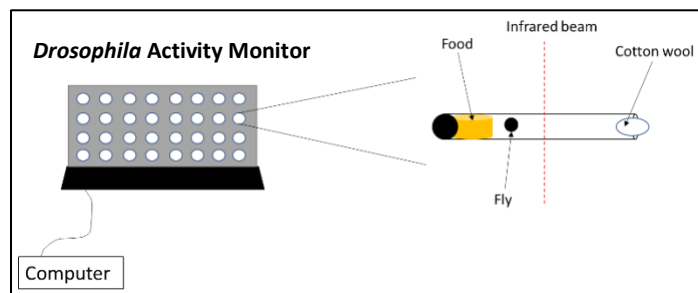 Drosophila Activity Monitor
Infrared beam
Food
Cotton wool
Fly
Computer